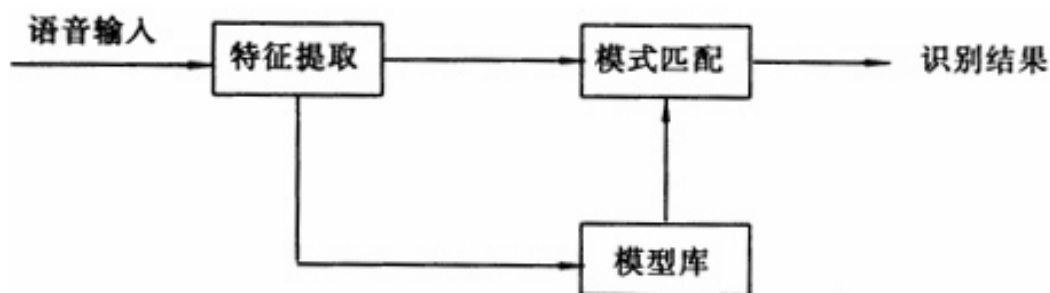 语音输入
特征提取
模式匹配
识别结果
模型库